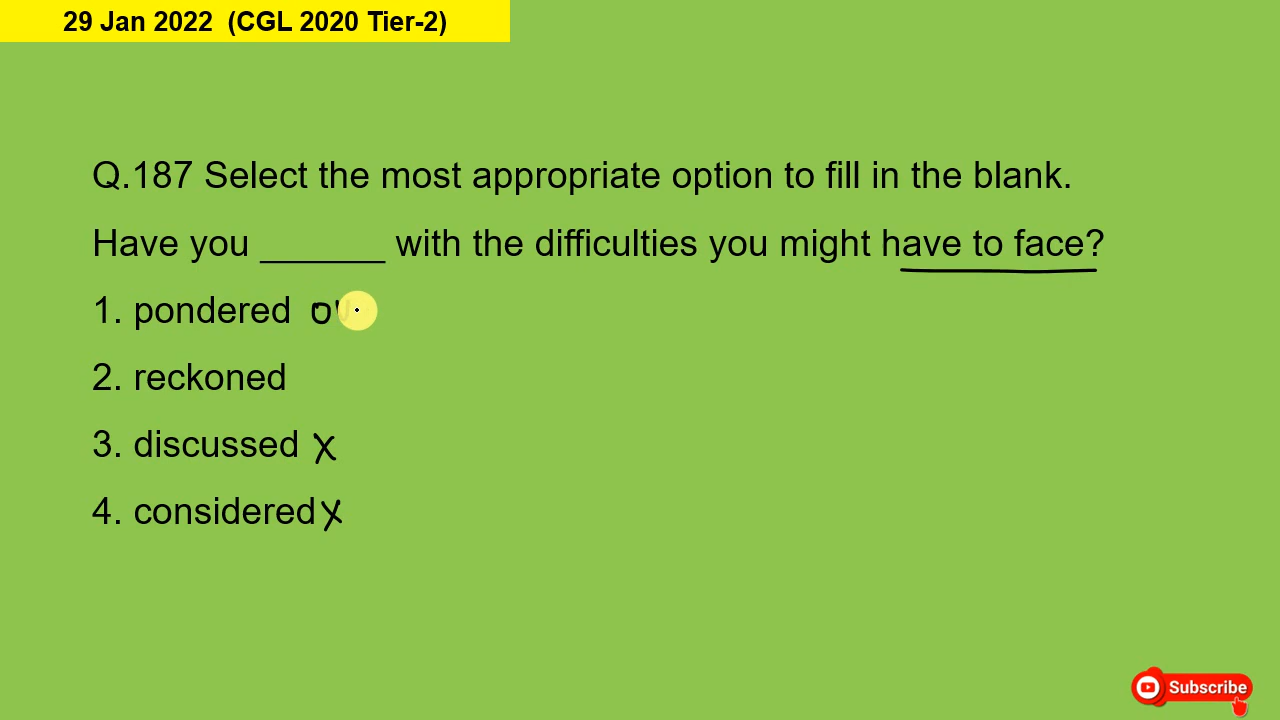 29 Jan 2022 (CGL 2020 Tier-2)
Q.187 Select the most appropriate option to fill in the blank.
Have you ______ with the difficulties you might have to face?
1. pondered
2. reckoned
3. discussed X
4. considered X
Subscribe